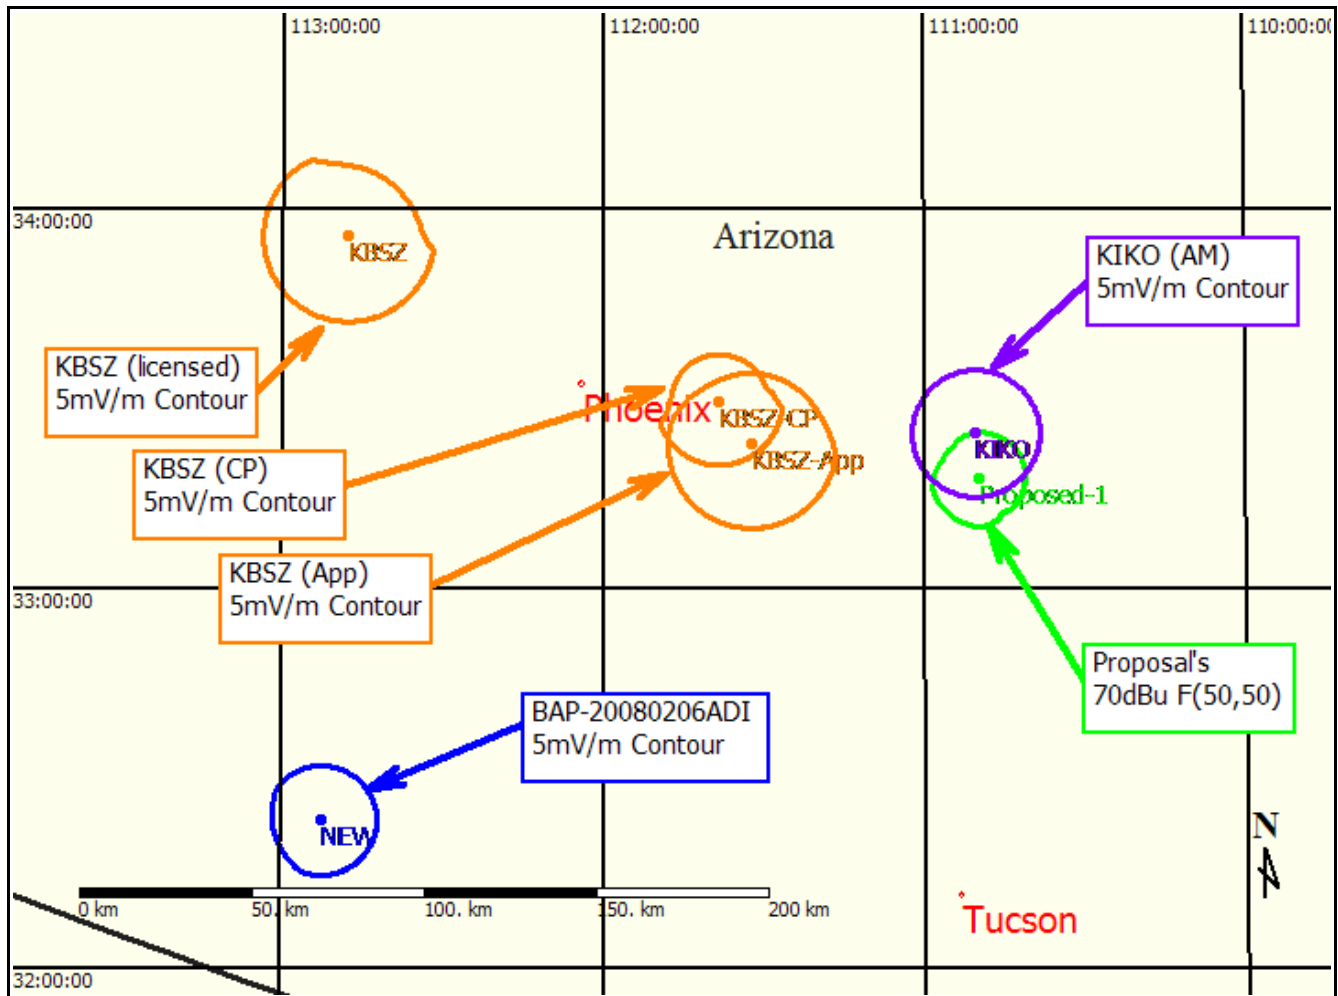 113:00:00
112:00:00
111:00:00
110:00:0
34:00:00
Arizona
KBSZ
KIKO (AM)
5mV/m Contour
KBSZ (licensed)
5mV/m Contour
Phoenix
KBSZ-CP
KBSZ-App
KIKO
Proposed-1
KBSZ (CP)
5mV/m Contour
KBSZ (App)
5mV/m Contour
33:00:00
Proposal's
70dBu F(50,50)
BAP-20080206ADI
5mV/m Contour
NEW
N
0 km
50. km
100. km
150. km
200 km
Tucson
32:00:00